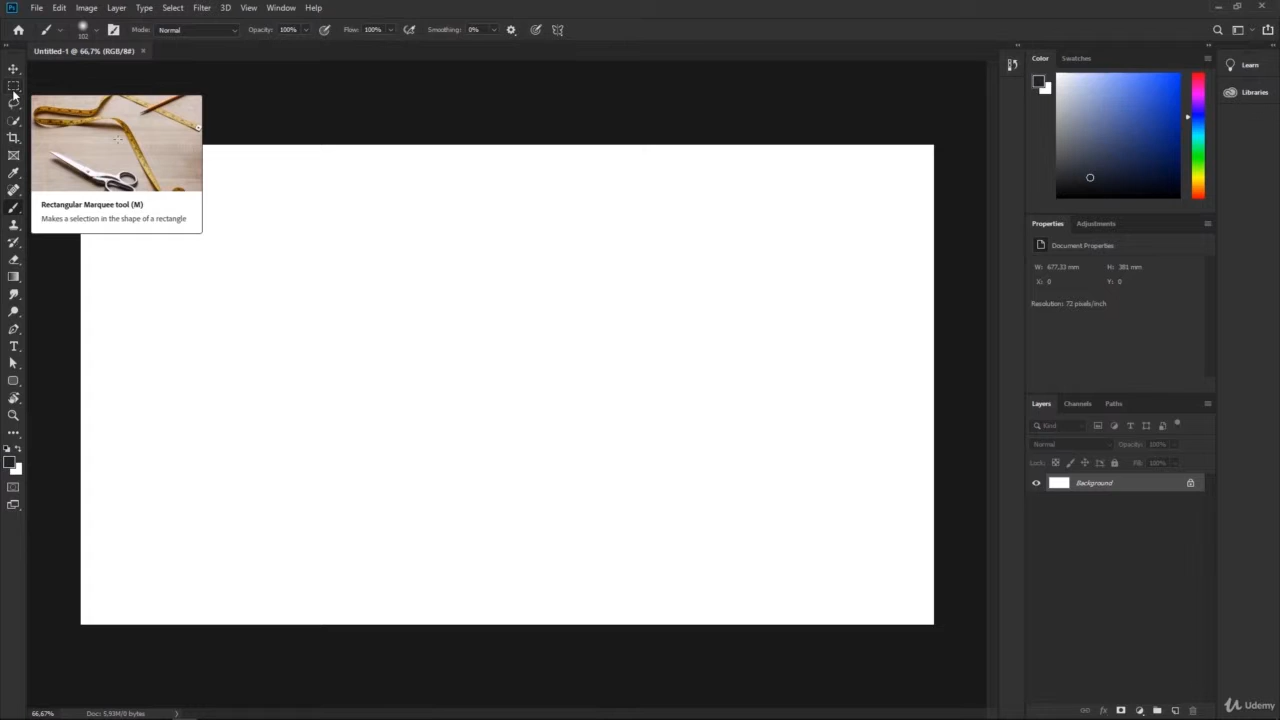 Ps File Edit Image Layer Type Select Filter 3D View Window Help
102 Mode: Normal Opacity: 100% Flow: 100% Smoothing: 0%
Untitled-1 @ 66,7% (RGB/8#) ×
Color Swatches
Learn
Libraries
Rectangular Marquee tool (M)
Makes a selection in the shape of a rectangle
Properties Adjustments
Document Properties
W: 677,33 mm H: 381 mm
X: 0 Y: 0
Resolution: 72 pixels/inch
Layers Channels Paths
Kind
Normal Opacity: 100%
Lock: Fill: 100%
Background
fx
66,67% Doc: 5,93M/0 bytes
Udemy